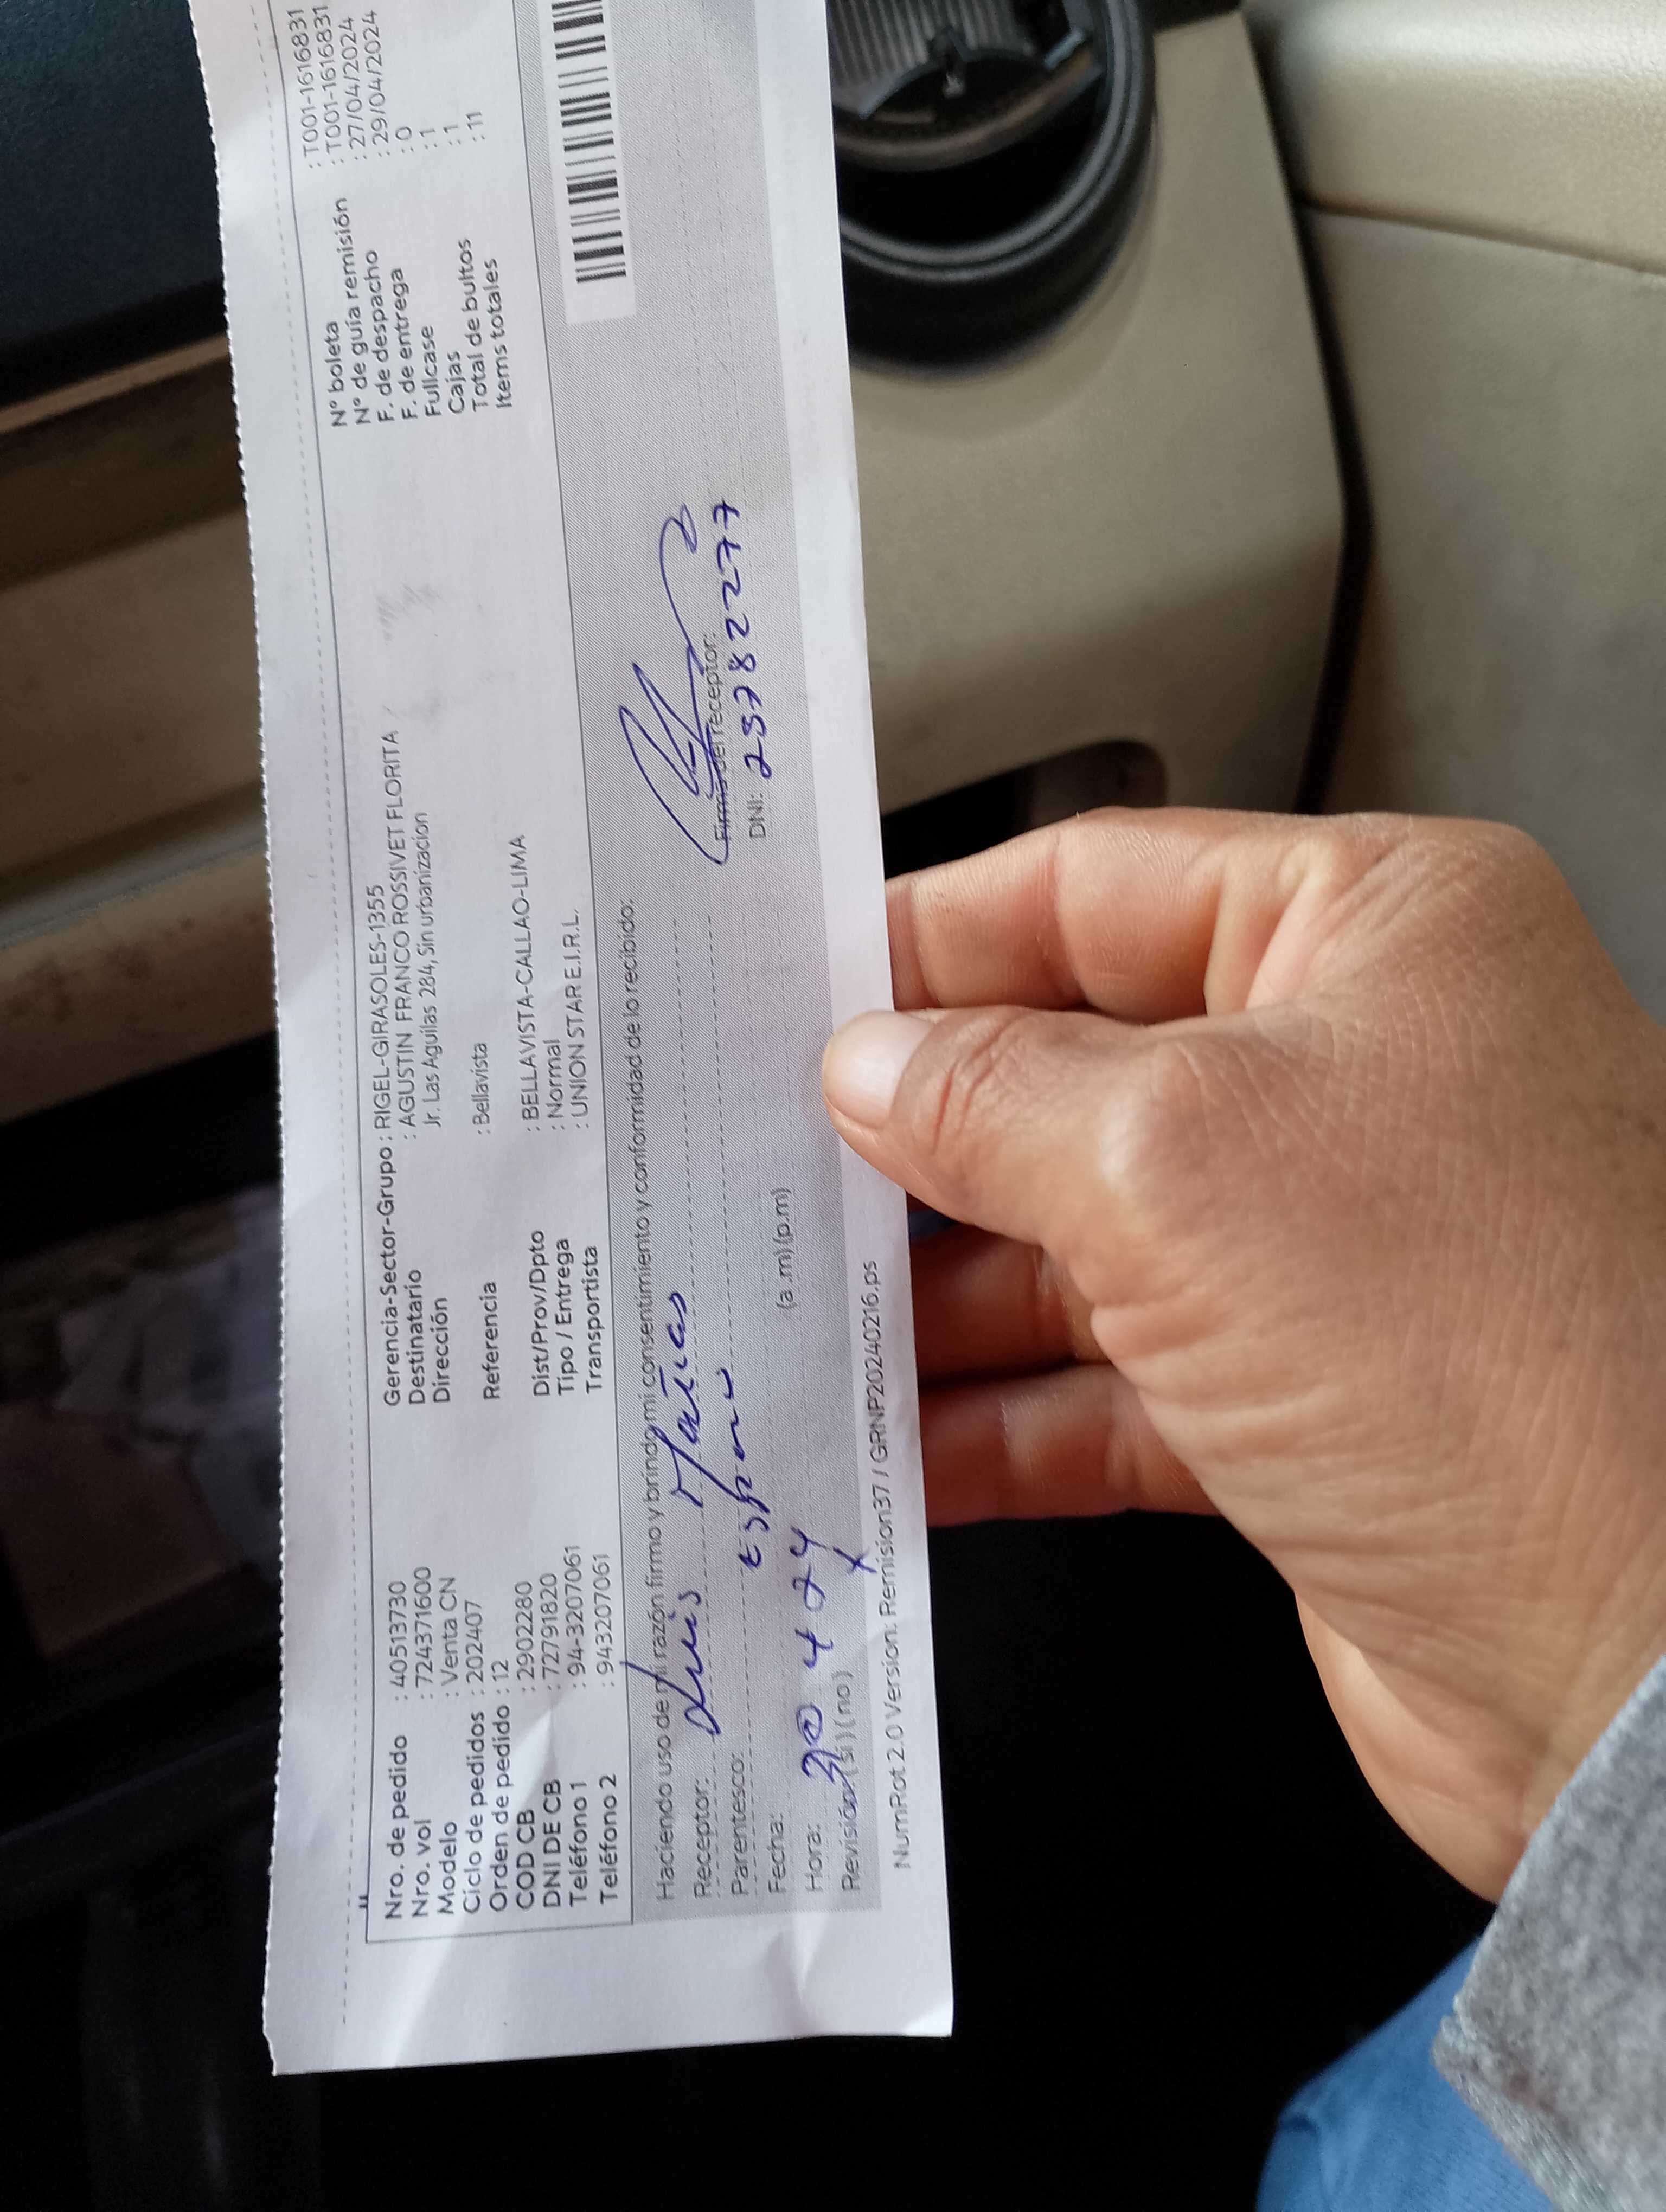 Nro. de pedido : 40513730
Nro. vol : 724371600
Modelo : Venta CN
Ciclo de pedidos : 202407
Orden de pedido : 12
COD CB : 2902280
DNI DE CB : 72791820
Teléfono 1 : 94-3207061
Teléfono 2 : 943207061
Gerencia-Sector-Grupo : RIGEL-GIRASOLES-1355
Destinatario : AGUSTIN FRANCO ROSSIVET FLORITA
Dirección Jr. Las Aguilas 284, Sin urbanizacion
Referencia : Bellavista
Dist/Prov/Dpto : BELLAVISTA-CALLAO-LIMA
Tipo / Entrega : Normal
Transportista : UNION STAR E.I.R.L.
N° boleta : T001-1616831
N° de guía remisión : T001-1616831
F. de despacho : 27/04/2024
F. de entrega : 29/04/2024
Fullcase : 0
Cajas : 1
Total de bultos : 1
Items totales : 11
Haciendo uso de mi razón firmo y brindo mi consentimiento y conformidad de lo recibido:
Receptor: Luis Matias
Parentesco: Esposo
Fecha: 30 4 24
Hora: (a.m) (p.m)
Revisión (si) (no) x
Firma del receptor:
DNI: 25782277
NumRot 2.0 Version: Remision37 / GRNP20240216.ps